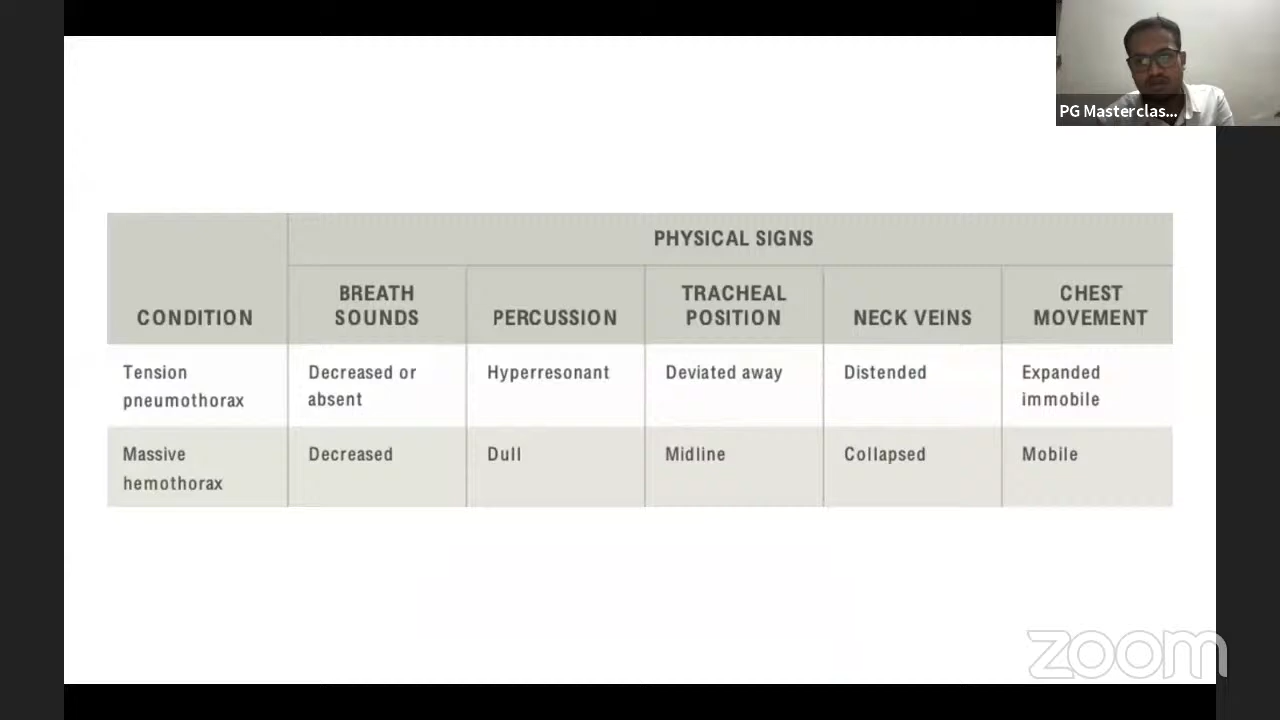 PG Masterclas...
PHYSICAL SIGNS
CONDITION
BREATH
SOUNDS
PERCUSSION
TRACHEAL
POSITION
NECK VEINS
CHEST
MOVEMENT
Tension
pneumothorax
Decreased or
absent
Hyperresonant
Deviated away
Distended
Expanded
immobile
Massive
hemothorax
Decreased
Dull
Midline
Collapsed
Mobile
zoom